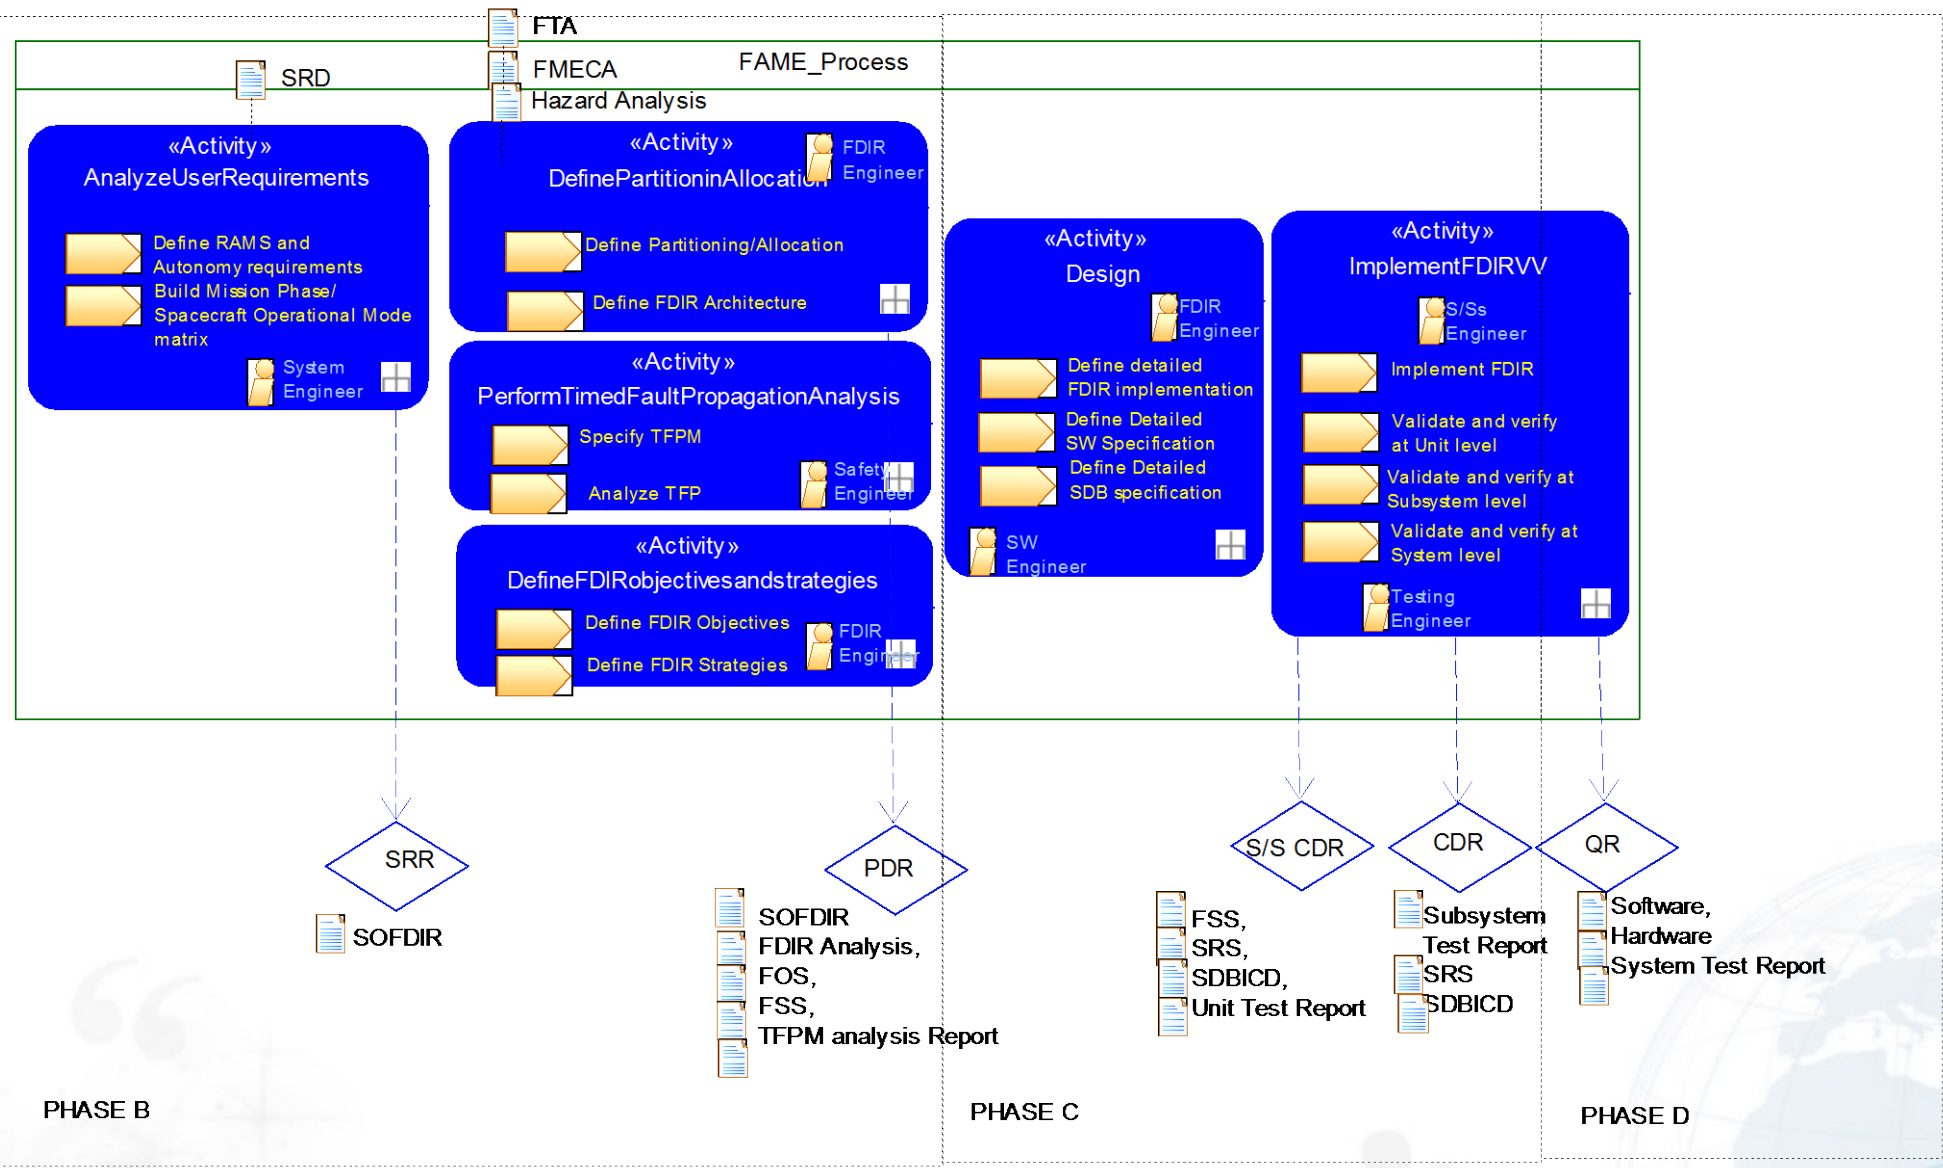 FTA
FMECA
FAME_Process
SRD
Hazard Analysis
«Activity»
AnalyzeUserRequirements
Define RAMS and
Autonomy requirements
Build Mission Phase/
Spacecraft Operational Mode
matrix
System
Engineer
«Activity»
DefinePartitioninAllocation
FDIR
Engineer
Define Partitioning/Allocation
Define FDIR Architecture
«Activity»
PerformTimedFaultPropagationAnalysis
Specify TFPM
Analyze TFP
Safety
Engineer
«Activity»
DefineFDIRobjectivesandstrategies
Define FDIR Objectives
Define FDIR Strategies
FDIR
Engineer
«Activity»
Design
FDIR
Engineer
Define detailed
FDIR implementation
Define Detailed
SW Specification
Define Detailed
SDB specification
SW
Engineer
«Activity»
ImplementFDIRVV
S/Ss
Engineer
Implement FDIR
Validate and verify
at Unit level
Validate and verify at
Subsystem level
Validate and verify at
System level
Testing
Engineer
SRR
SOFDIR
PDR
SOFDIR
FDIR Analysis,
FOS,
FSS,
TFPM analysis Report
S/S CDR
FSS,
SRS,
SDBICD,
Unit Test Report
CDR
Subsystem
Test Report
SRS
SDBICD
QR
Software,
Hardware
System Test Report
PHASE B
PHASE C
PHASE D